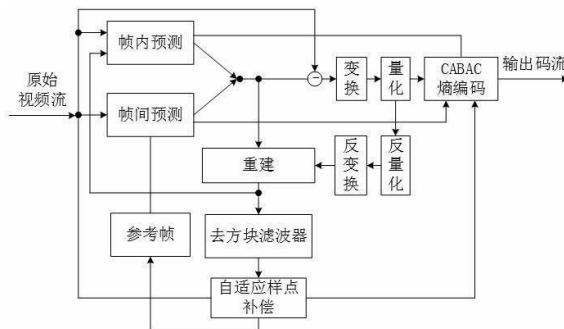 帧内预测
原始
视频流
帧间预测
变
换
量
化
CABAC
熵编码
输出码流
重建
反
变
换
反
量
化
参考帧
去方块滤波器
自适应样点
补偿